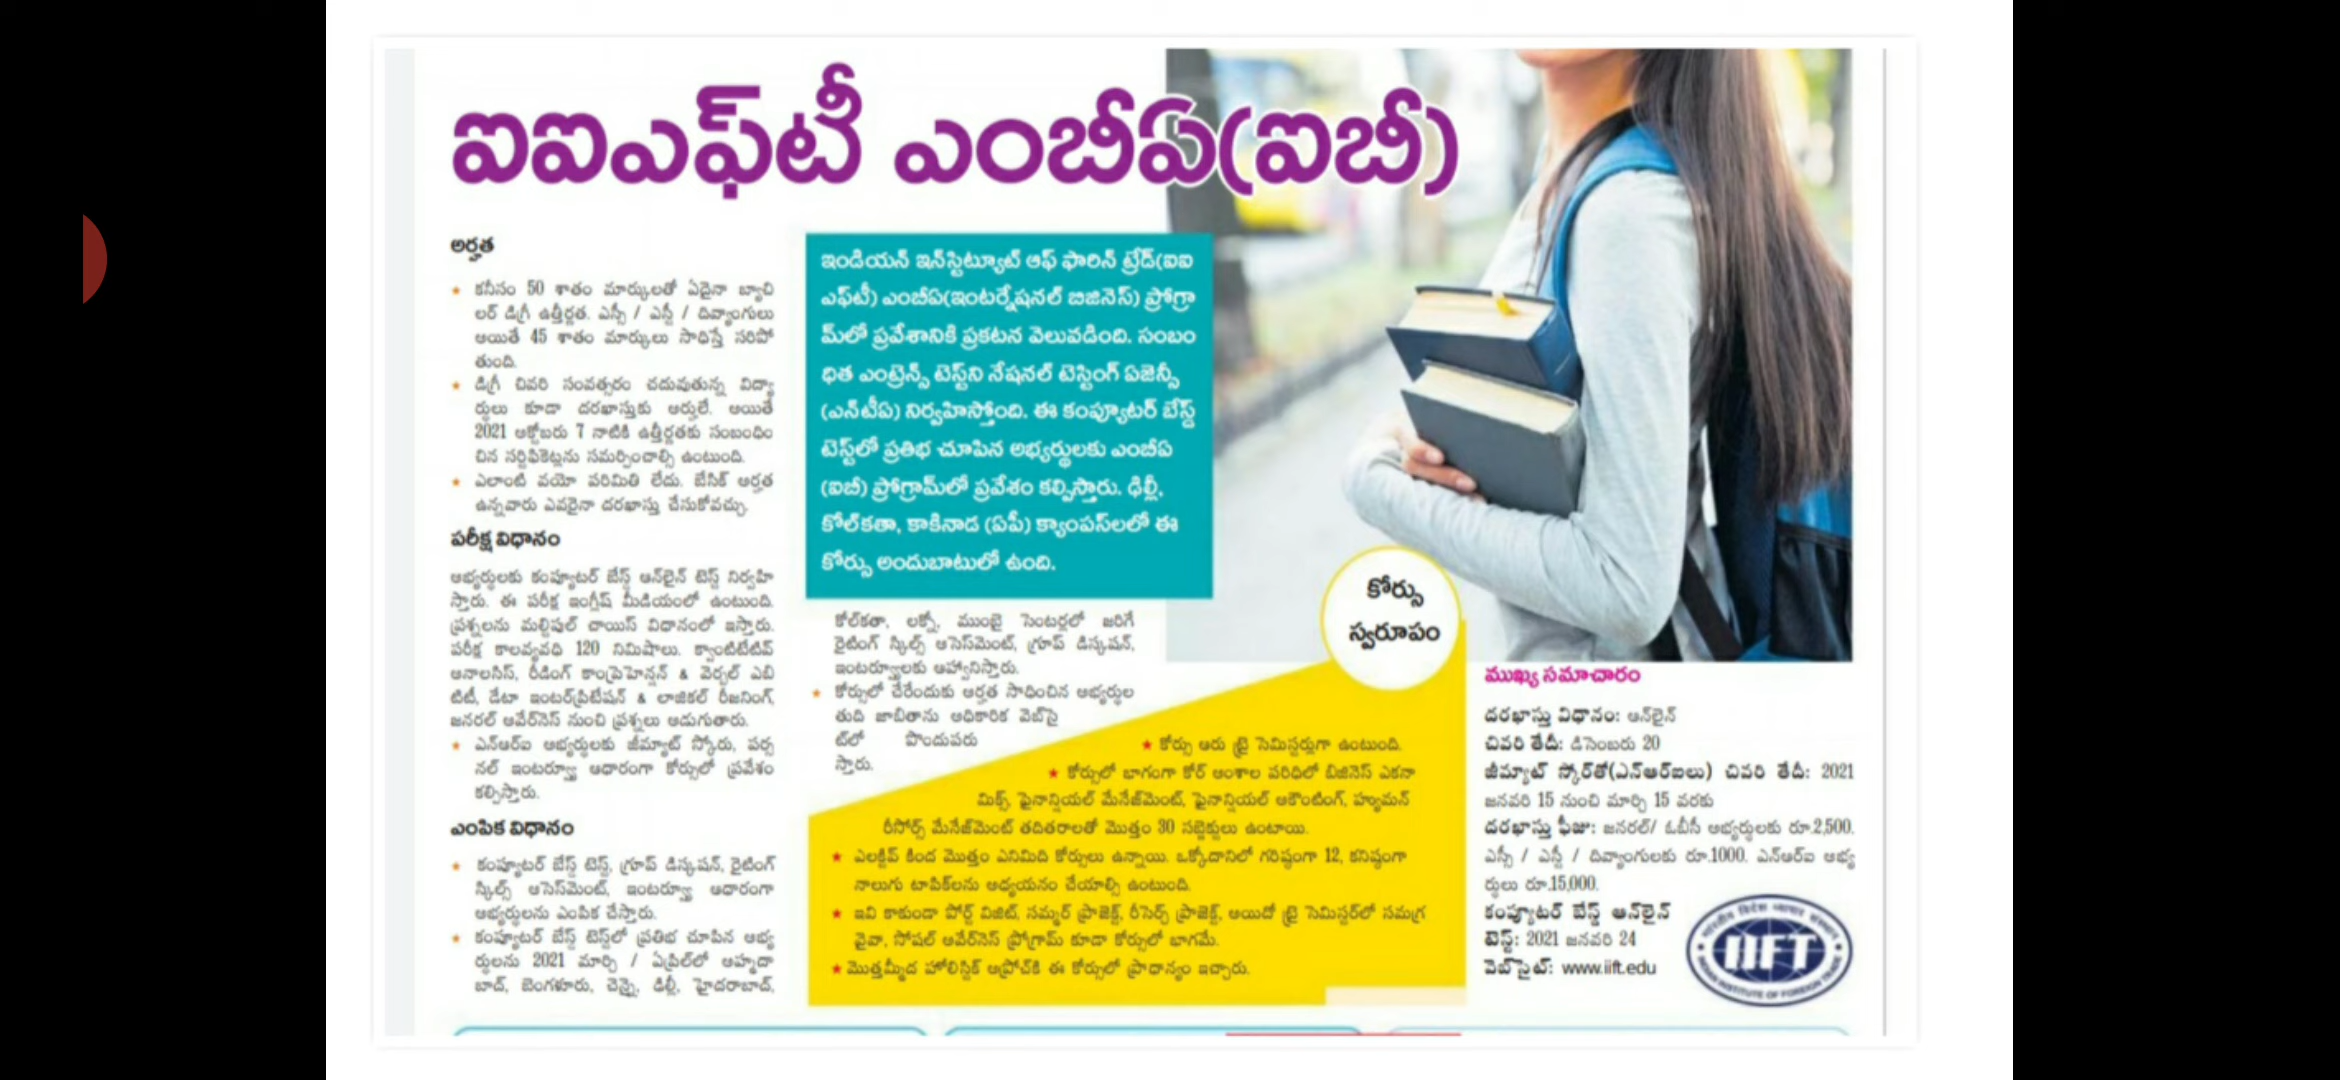 ఐఐఎఫ్‌టీ ఎంబీఏ(ఐబీ)
అర్హత
★ కనీసం 50 శాతం మార్కులతో ఏదైనా బ్యాచి
లర్ డిగ్రీ ఉత్తీర్ణత. ఎస్సీ / ఎస్టీ / దివ్యాంగులు
అయితే 45 శాతం మార్కులు సాధిస్తే సరిపో
తుంది.
★ డిగ్రీ చివరి సంవత్సరం చదువుతున్న విద్యా
ర్థులు కూడా దరఖాస్తుకు అర్హులే. అయితే
2021 అక్టోబరు 7 నాటికి ఉత్తీర్ణతకు సంబంధిం
చిన సర్టిఫికెట్లను సమర్పించాల్సి ఉంటుంది.
★ ఎలాంటి వయో పరిమితి లేదు. బేసిక్ అర్హత
ఉన్నవారు ఎవరైనా దరఖాస్తు చేసుకోవచ్చు.
పరీక్ష విధానం
అభ్యర్థులకు కంప్యూటర్ బేస్డ్ ఆన్‌లైన్ టెస్ట్ నిర్వహి
స్తారు. ఈ పరీక్ష ఇంగ్లీష్ మీడియంలో ఉంటుంది.
ప్రశ్నలను మల్టిపుల్ చాయిస్ విధానంలో ఇస్తారు.
పరీక్ష కాలవ్యవధి 120 నిమిషాలు. క్వాంటిటేటివ్
అనాలసిస్, రీడింగ్ కాంప్రెహెన్షన్ & వెర్బల్ ఎబి
లిటీ, డేటా ఇంటర్‌ప్రిటేషన్ & లాజికల్ రీజనింగ్,
జనరల్ అవేర్‌నెస్ నుంచి ప్రశ్నలు అడుగుతారు.
★ ఎన్ఆర్ఐ అభ్యర్థులకు జీమ్యాట్ స్కోరు, పర్స
నల్ ఇంటర్వ్యూ ఆధారంగా కోర్సులో ప్రవేశం
కల్పిస్తారు.
ఎంపిక విధానం
★ కంప్యూటర్ బేస్డ్ టెస్ట్, గ్రూప్ డిస్కషన్, రైటింగ్
స్కిల్స్ అసెస్‌మెంట్, ఇంటర్వ్యూ ఆధారంగా
అభ్యర్థులను ఎంపిక చేస్తారు.
★ కంప్యూటర్ బేస్డ్ టెస్ట్‌లో ప్రతిభ చూపిన అభ్య
ర్థులను 2021 మార్చి / ఏప్రిల్‌లో అహ్మదా
బాద్, బెంగళూరు, చెన్నై, ఢిల్లీ, హైదరాబాద్,
ఇండియన్ ఇన్‌స్టిట్యూట్ ఆఫ్ ఫారిన్ ట్రేడ్(ఐఐ
ఎఫ్‌టీ) ఎంబీఏ(ఇంటర్నేషనల్ బిజినెస్) ప్రోగ్రా
మ్‌లో ప్రవేశానికి ప్రకటన వెలువడింది. సంబం
ధిత ఎంట్రెన్స్ టెస్ట్‌ని నేషనల్ టెస్టింగ్ ఏజెన్సీ
(ఎన్‌టీఏ) నిర్వహిస్తోంది. ఈ కంప్యూటర్ బేస్డ్
టెస్ట్‌లో ప్రతిభ చూపిన అభ్యర్థులకు ఎంబీఏ
(ఐబీ) ప్రోగ్రామ్‌లో ప్రవేశం కల్పిస్తారు. ఢిల్లీ,
కోల్‌కతా, కాకినాడ (ఏపీ) క్యాంపస్‌లలో ఈ
కోర్సు అందుబాటులో ఉంది.
కోల్‌కతా, లక్నో, ముంబై సెంటర్లలో జరిగే
రైటింగ్ స్కిల్స్ అసెస్‌మెంట్, గ్రూప్ డిస్కషన్,
ఇంటర్వ్యూలకు ఆహ్వానిస్తారు.
★ కోర్సులో చేరేందుకు అర్హత సాధించిన అభ్యర్థుల
తుది జాబితాను అధికారిక వెబ్‌సై
ట్‌లో పొందుపరు
స్తారు.
కోర్సు
స్వరూపం
★ కోర్సు ఆరు ట్రై సెమిస్టర్లుగా ఉంటుంది.
★ కోర్సులో భాగంగా కోర్ అంశాల పరిధిలో బిజినెస్ ఎకనా
మిక్స్, ఫైనాన్షియల్ మేనేజ్‌మెంట్, ఫైనాన్షియల్ అకౌంటింగ్, హ్యుమన్
రీసోర్స్ మేనేజ్‌మెంట్ తదితరాలతో మొత్తం 30 సబ్జెక్టులు ఉంటాయి.
★ ఎలక్టివ్ కింద మొత్తం ఎనిమిది కోర్సులు ఉన్నాయి. ఒక్కోదానిలో గరిష్ఠంగా 12, కనిష్ఠంగా
నాలుగు టాపిక్‌లను అధ్యయనం చేయాల్సి ఉంటుంది.
★ ఇవి కాకుండా పోర్ట్ విజిట్, సమ్మర్ ప్రాజెక్ట్, రీసెర్చ్ ప్రాజెక్ట్, అయిదో ట్రై సెమిస్టర్‌లో సమగ్ర
వైవా, సోషల్ అవేర్‌నెస్ ప్రోగ్రామ్ కూడా కోర్సులో భాగమే.
★ మొత్తమ్మీద హోలిస్టిక్ అప్రోచ్‌కి ఈ కోర్సులో ప్రాధాన్యం ఇచ్చారు.
ముఖ్య సమాచారం
దరఖాస్తు విధానం: ఆన్‌లైన్
చివరి తేదీ: డిసెంబరు 20
జీమ్యాట్ స్కోర్‌తో(ఎన్ఆర్ఐలు) చివరి తేదీ: 2021
జనవరి 15 నుంచి మార్చి 15 వరకు
దరఖాస్తు ఫీజు: జనరల్/ ఓబీసీ అభ్యర్థులకు రూ.2,500.
ఎస్సీ / ఎస్టీ / దివ్యాంగులకు రూ.1000. ఎన్ఆర్ఐ అభ్య
ర్థులు రూ.15,000.
కంప్యూటర్ బేస్డ్ ఆన్‌లైన్
టెస్ట్: 2021 జనవరి 24
వెబ్‌సైట్: www.iift.edu
भारतीय विदेश व्यापार संस्थान
IIFT
INDIAN INSTITUTE OF FOREIGN TRADE